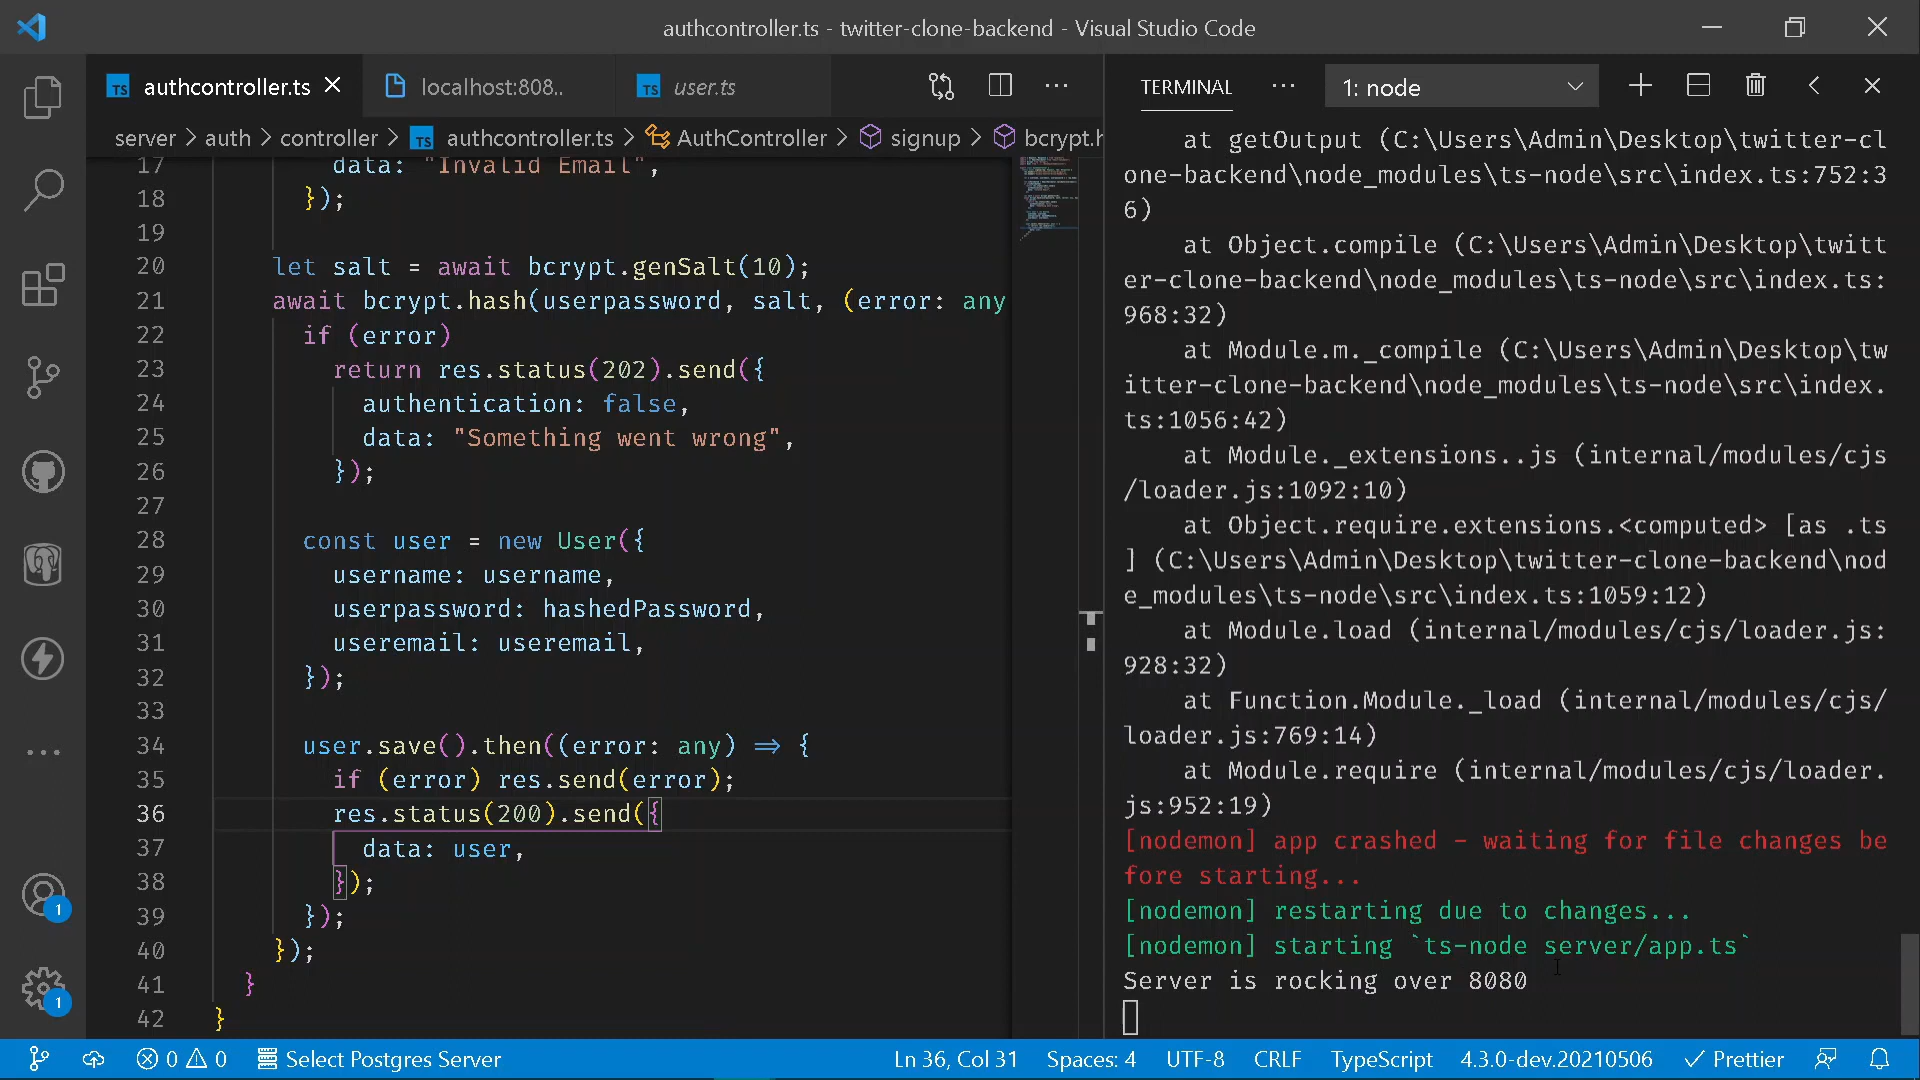 authcontroller.ts - twitter-clone-backend - Visual Studio Code
authcontroller.ts
localhost:808..
user.ts
server > auth > controller > authcontroller.ts > AuthController > signup > bcrypt.h
17 data: "Invalid Email",
18 });
19
20 let salt = await bcrypt.genSalt(10);
21 await bcrypt.hash(userpassword, salt, (error: any
22 if (error)
23 return res.status(202).send({
24 authentication: false,
25 data: "Something went wrong",
26 });
27
28 const user = new User({
29 username: username,
30 userpassword: hashedPassword,
31 useremail: useremail,
32 });
33
34 user.save().then((error: any) => {
35 if (error) res.send(error);
36 res.status(200).send({
37 data: user,
38 });
39 });
40 });
41 }
42 }
TERMINAL
1: node
at getOutput (C:\Users\Admin\Desktop\twitter-cl
one-backend\node_modules\ts-node\src\index.ts:752:3
6)
at Object.compile (C:\Users\Admin\Desktop\twitt
er-clone-backend\node_modules\ts-node\src\index.ts:
968:32)
at Module.m._compile (C:\Users\Admin\Desktop\tw
itter-clone-backend\node_modules\ts-node\src\index.
ts:1056:42)
at Module._extensions..js (internal/modules/cjs
/loader.js:1092:10)
at Object.require.extensions.<computed> [as .ts
] (C:\Users\Admin\Desktop\twitter-clone-backend\nod
e_modules\ts-node\src\index.ts:1059:12)
at Module.load (internal/modules/cjs/loader.js:
928:32)
at Function.Module._load (internal/modules/cjs/
loader.js:769:14)
at Module.require (internal/modules/cjs/loader.
js:952:19)
[nodemon] app crashed - waiting for file changes be
fore starting...
[nodemon] restarting due to changes...
[nodemon] starting `ts-node server/app.ts`
Server is rocking over 8080
1
1
0 0 Select Postgres Server
Ln 36, Col 31 Spaces: 4 UTF-8 CRLF TypeScript 4.3.0-dev.20210506 Prettier